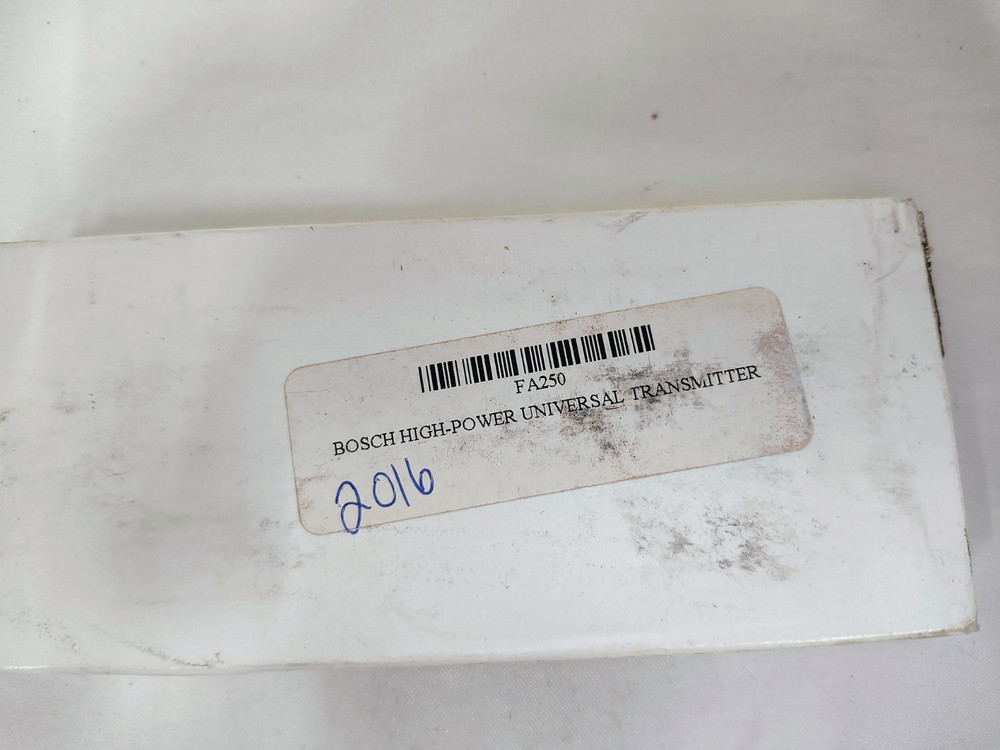 FA250
BOSCH HIGH-POWER UNIVERSAL TRANSMITTER
2016